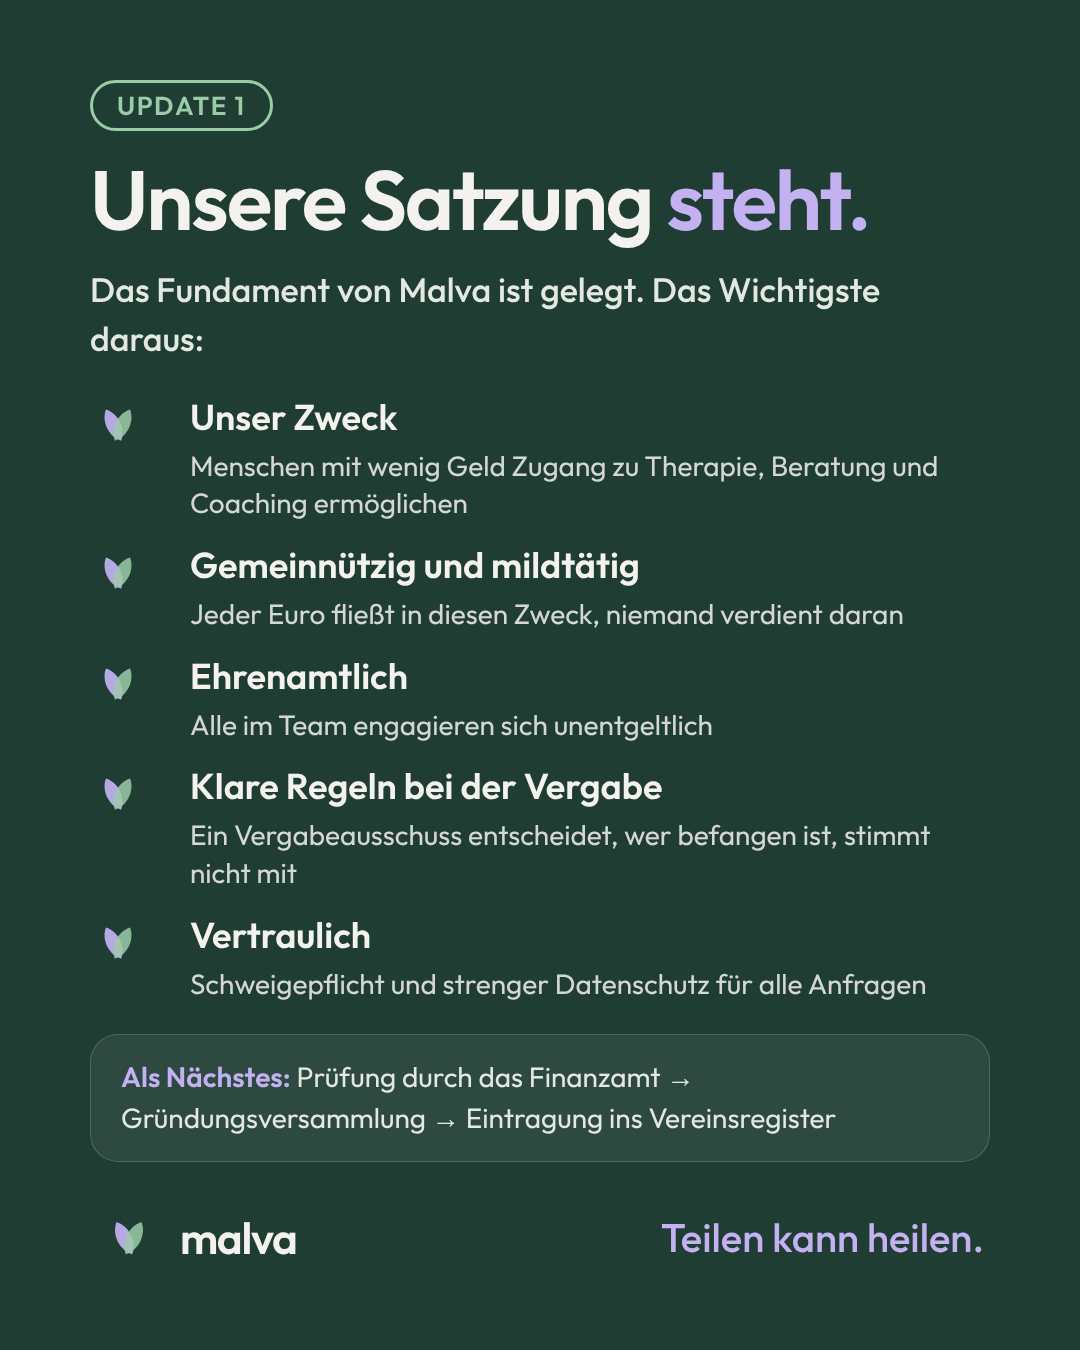 UPDATE 1
Unsere Satzung steht.
Das Fundament von Malva ist gelegt. Das Wichtigste
daraus:
Unser Zweck
Menschen mit wenig Geld Zugang zu Therapie, Beratung und
Coaching ermöglichen
Gemeinnützig und mildtätig
Jeder Euro fließt in diesen Zweck, niemand verdient daran
Ehrenamtlich
Alle im Team engagieren sich unentgeltlich
Klare Regeln bei der Vergabe
Ein Vergabeausschuss entscheidet, wer befangen ist, stimmt
nicht mit
Vertraulich
Schweigepflicht und strenger Datenschutz für alle Anfragen
Als Nächstes: Prüfung durch das Finanzamt →
Gründungsversammlung → Eintragung ins Vereinsregister
malva
Teilen kann heilen.